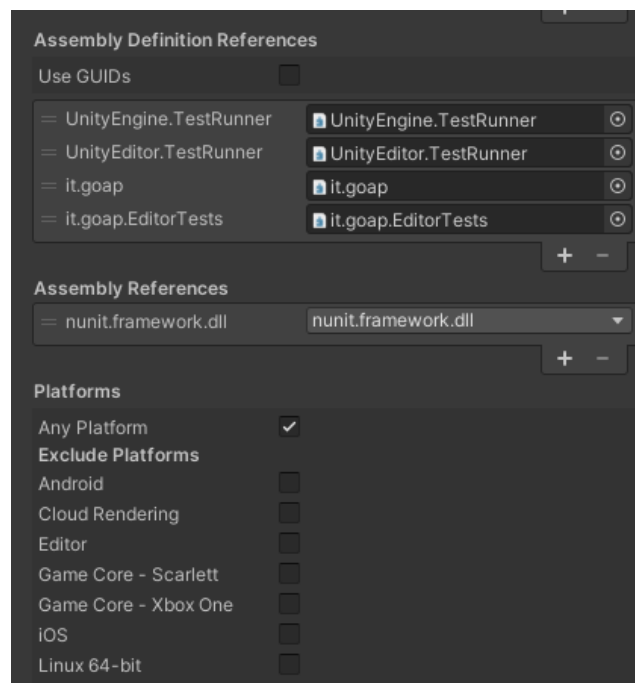 Assembly Definition References
Use GUIDs
UnityEngine.TestRunner UnityEngine.TestRunner
UnityEditor.TestRunner UnityEditor.TestRunner
it.goap it.goap
it.goap.EditorTests it.goap.EditorTests
+ −
Assembly References
nunit.framework.dll nunit.framework.dll
+ −
Platforms
Any Platform
Exclude Platforms
Android
Cloud Rendering
Editor
Game Core - Scarlett
Game Core - Xbox One
iOS
Linux 64-bit